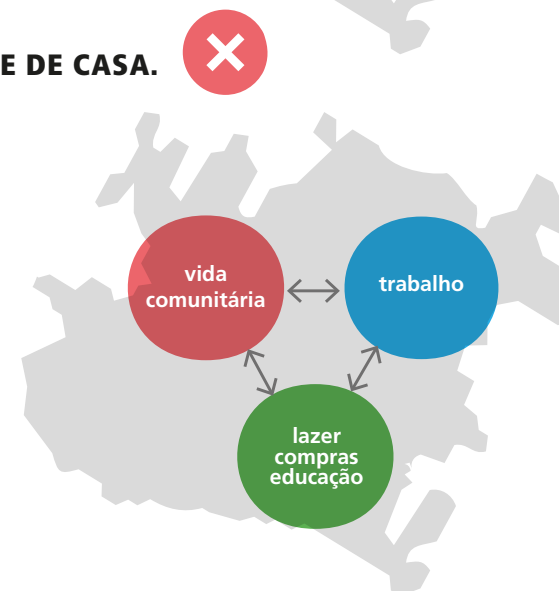 E DE CASA.
vida
comunitária
trabalho
lazer
compras
educação